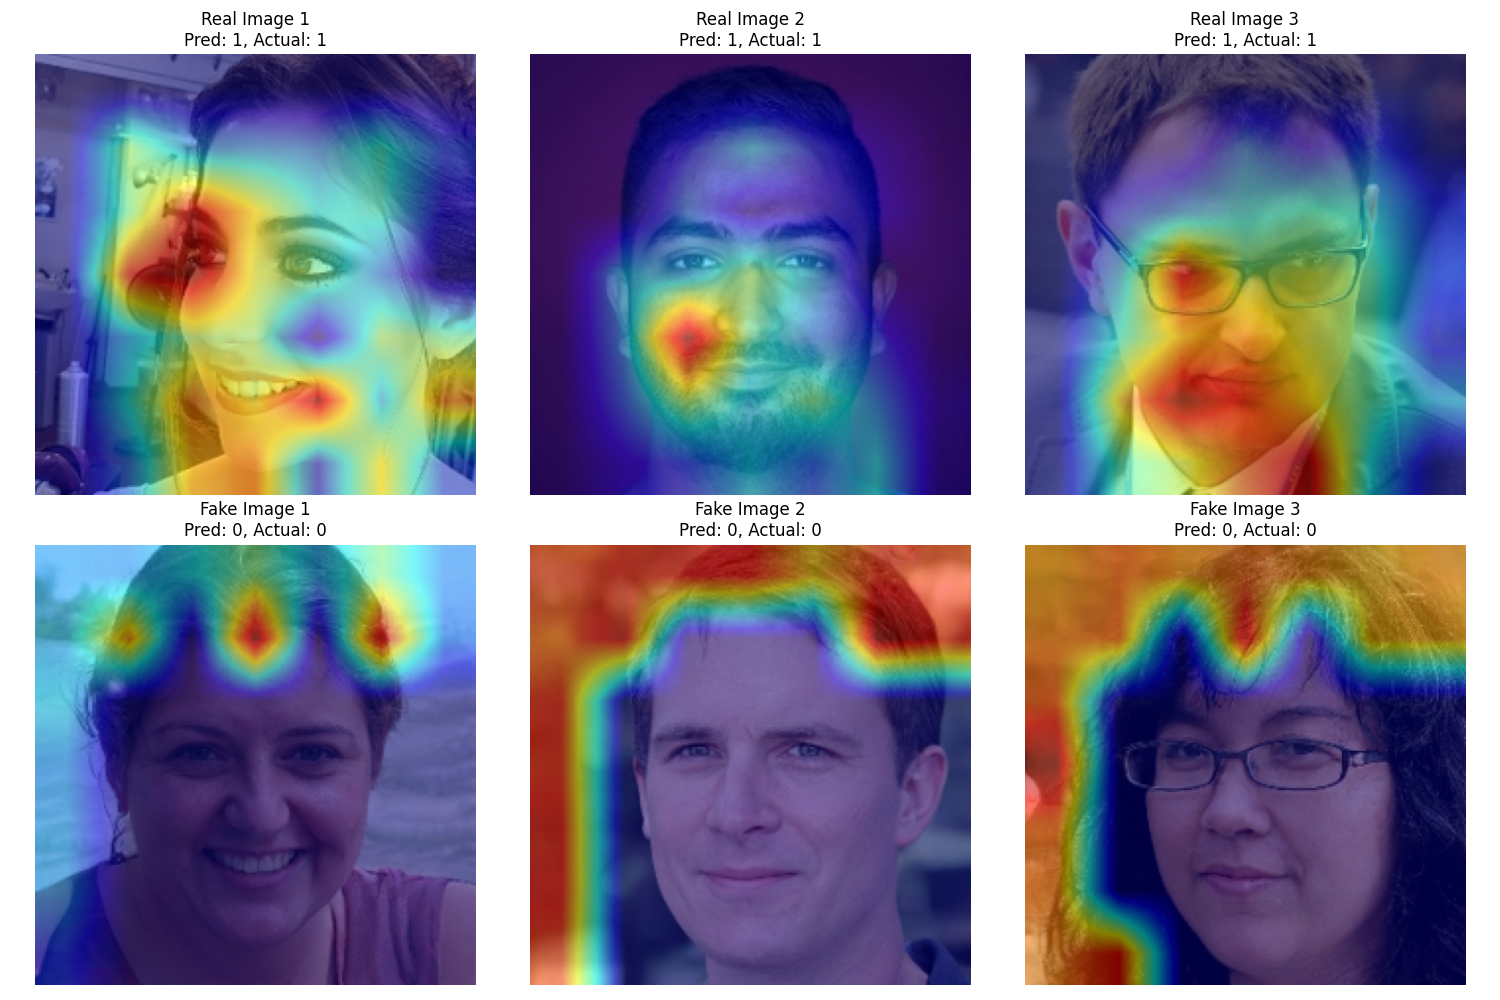 Real Image 1
Pred: 1, Actual: 1
Real Image 2
Pred: 1, Actual: 1
Real Image 3
Pred: 1, Actual: 1
Fake Image 1
Pred: 0, Actual: 0
Fake Image 2
Pred: 0, Actual: 0
Fake Image 3
Pred: 0, Actual: 0